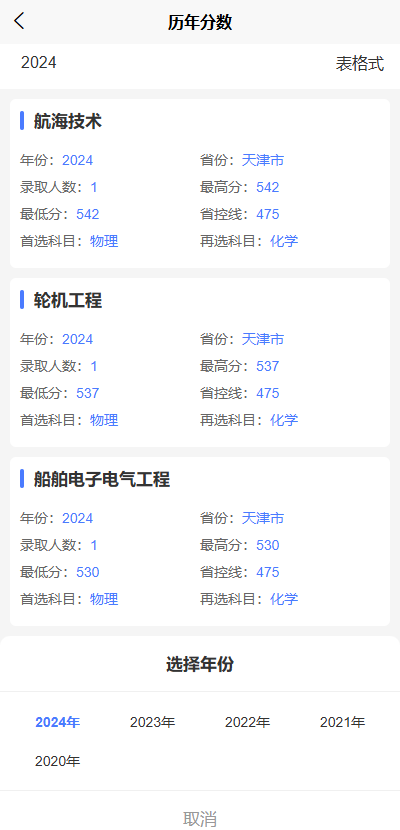 历年分数
2024 表格式
航海技术
年份：2024 省份：天津市
录取人数：1 最高分：542
最低分：542 省控线：475
首选科目：物理 再选科目：化学
轮机工程
年份：2024 省份：天津市
录取人数：1 最高分：537
最低分：537 省控线：475
首选科目：物理 再选科目：化学
船舶电子电气工程
年份：2024 省份：天津市
录取人数：1 最高分：530
最低分：530 省控线：475
首选科目：物理 再选科目：化学
选择年份
2024年 2023年 2022年 2021年
2020年
取消